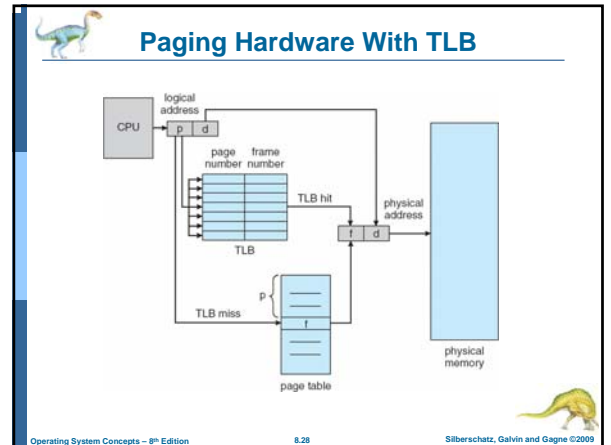 Paging Hardware With TLB
logical
address
CPU
p d
page frame
number number
TLB hit
physical
address
f d
TLB
p
TLB miss
f
physical
memory
page table
Operating System Concepts – 8th Edition
8.28
Silberschatz, Galvin and Gagne ©2009